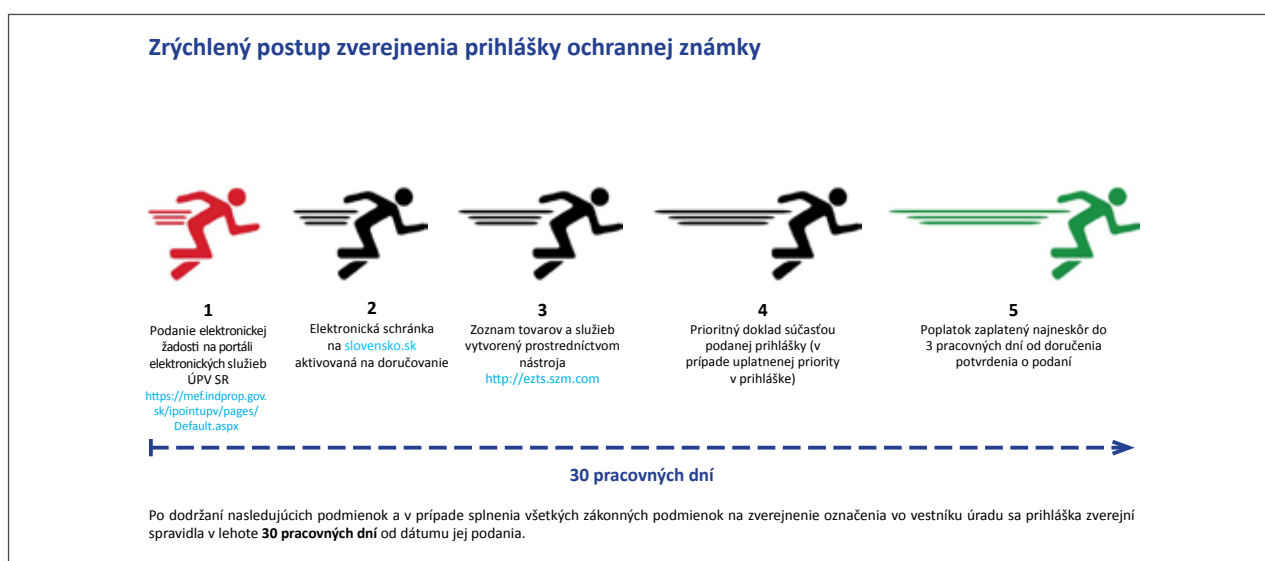 Zrýchlený postup zverejnenia prihlášky ochrannej známky
1
Podanie elektronickej
žiadosti na portáli
elektronických služieb
ÚPV SR
https://mef.indprop.gov.
sk/ipointupv/pages/
Default.aspx
2
Elektronická schránka
na slovensko.sk
aktivovaná na doručovanie
3
Zoznam tovarov a služieb
vytvorený prostredníctvom
nástroja
http://ezts.szm.com
4
Prioritný doklad súčasťou
podanej prihlášky (v
prípade uplatnenej priority
v prihláške)
5
Poplatok zaplatený najneskôr do
3 pracovných dní od doručenia
potvrdenia o podaní
30 pracovných dní
Po dodržaní nasledujúcich podmienok a v prípade splnenia všetkých zákonných podmienok na zverejnenie označenia vo vestníku úradu sa prihláška zverejní
spravidla v lehote 30 pracovných dní od dátumu jej podania.